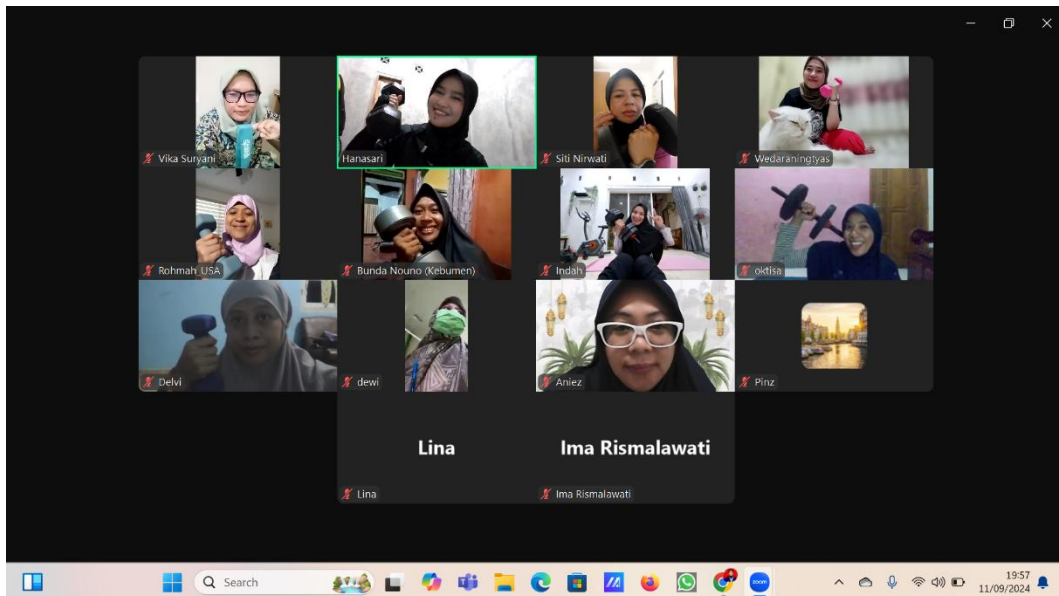 Vika Suryani
Hanasari
Siti Nirwati
Wedaraningtyas
Rohmah_USA
Bunda Nouno (Kebumen)
Indah
oktisa
Delvi
dewi
Aniez
Pinz
Lina
Ima Rismalawati
Lina
Ima Rismalawati
Search
zoom
19:57
11/09/2024